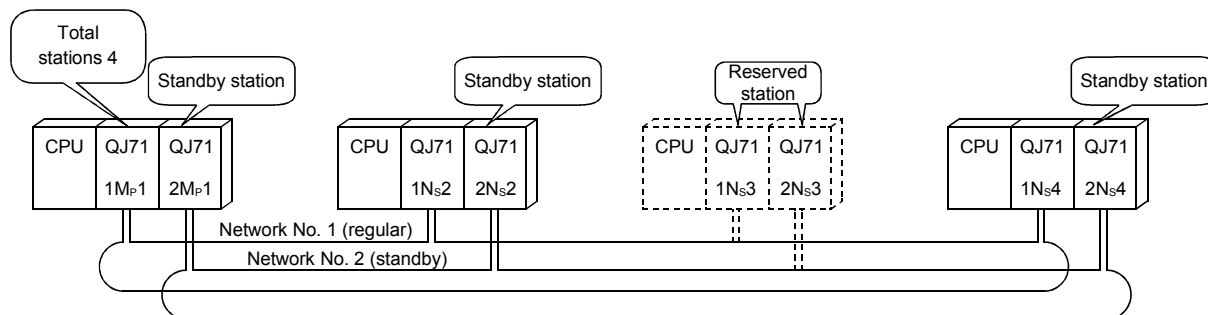 Total
stations 4
Standby station
Standby station
Reserved
station
Standby station
CPU QJ71 QJ71
1MP1 2MP1
CPU QJ71 QJ71
1NS2 2NS2
CPU QJ71 QJ71
1NS3 2NS3
CPU QJ71 QJ71
1NS4 2NS4
Network No. 1 (regular)
Network No. 2 (standby)